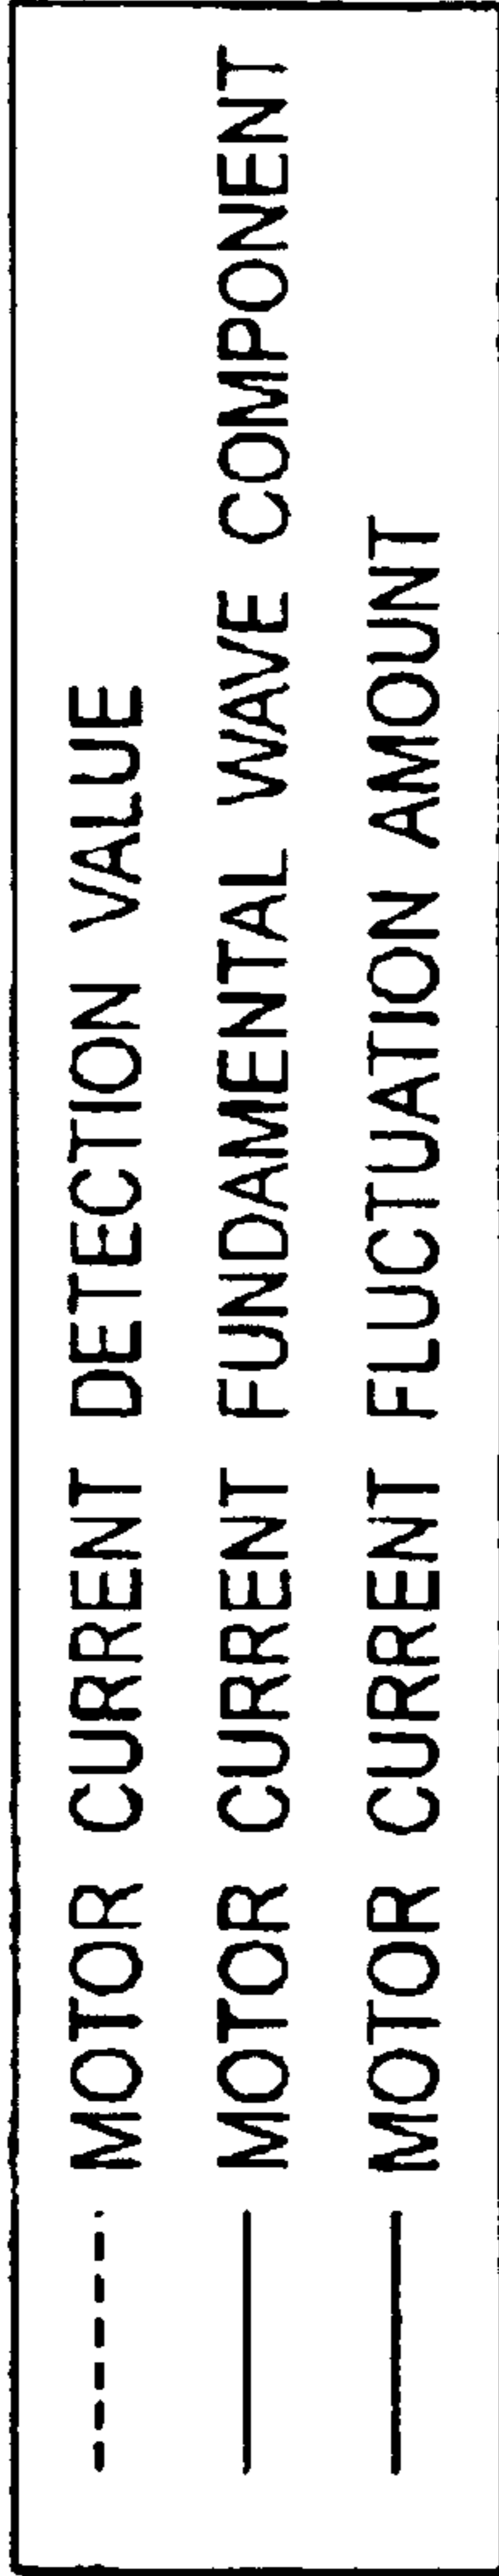 MOTOR CURRENT DETECTION VALUE
MOTOR CURRENT FUNDAMENTAL WAVE COMPONENT
MOTOR CURRENT FLUCTUATION AMOUNT